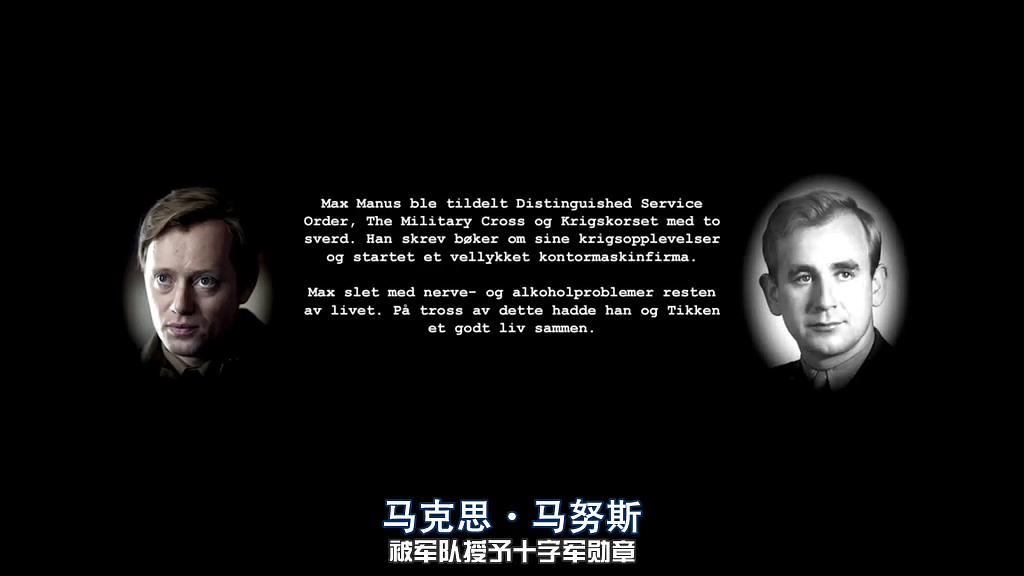 Max Manus ble tildelt Distinguished Service
Order, The Military Cross og Krigskorset med to
sverd. Han skrev bøker om sine krigsopplevelser
og startet et vellykket kontormaskinfirma.
Max slet med nerve- og alkoholproblemer resten
av livet. På tross av dette hadde han og Tikken
et godt liv sammen.
马克思·马努斯
被军队授予十字军勋章